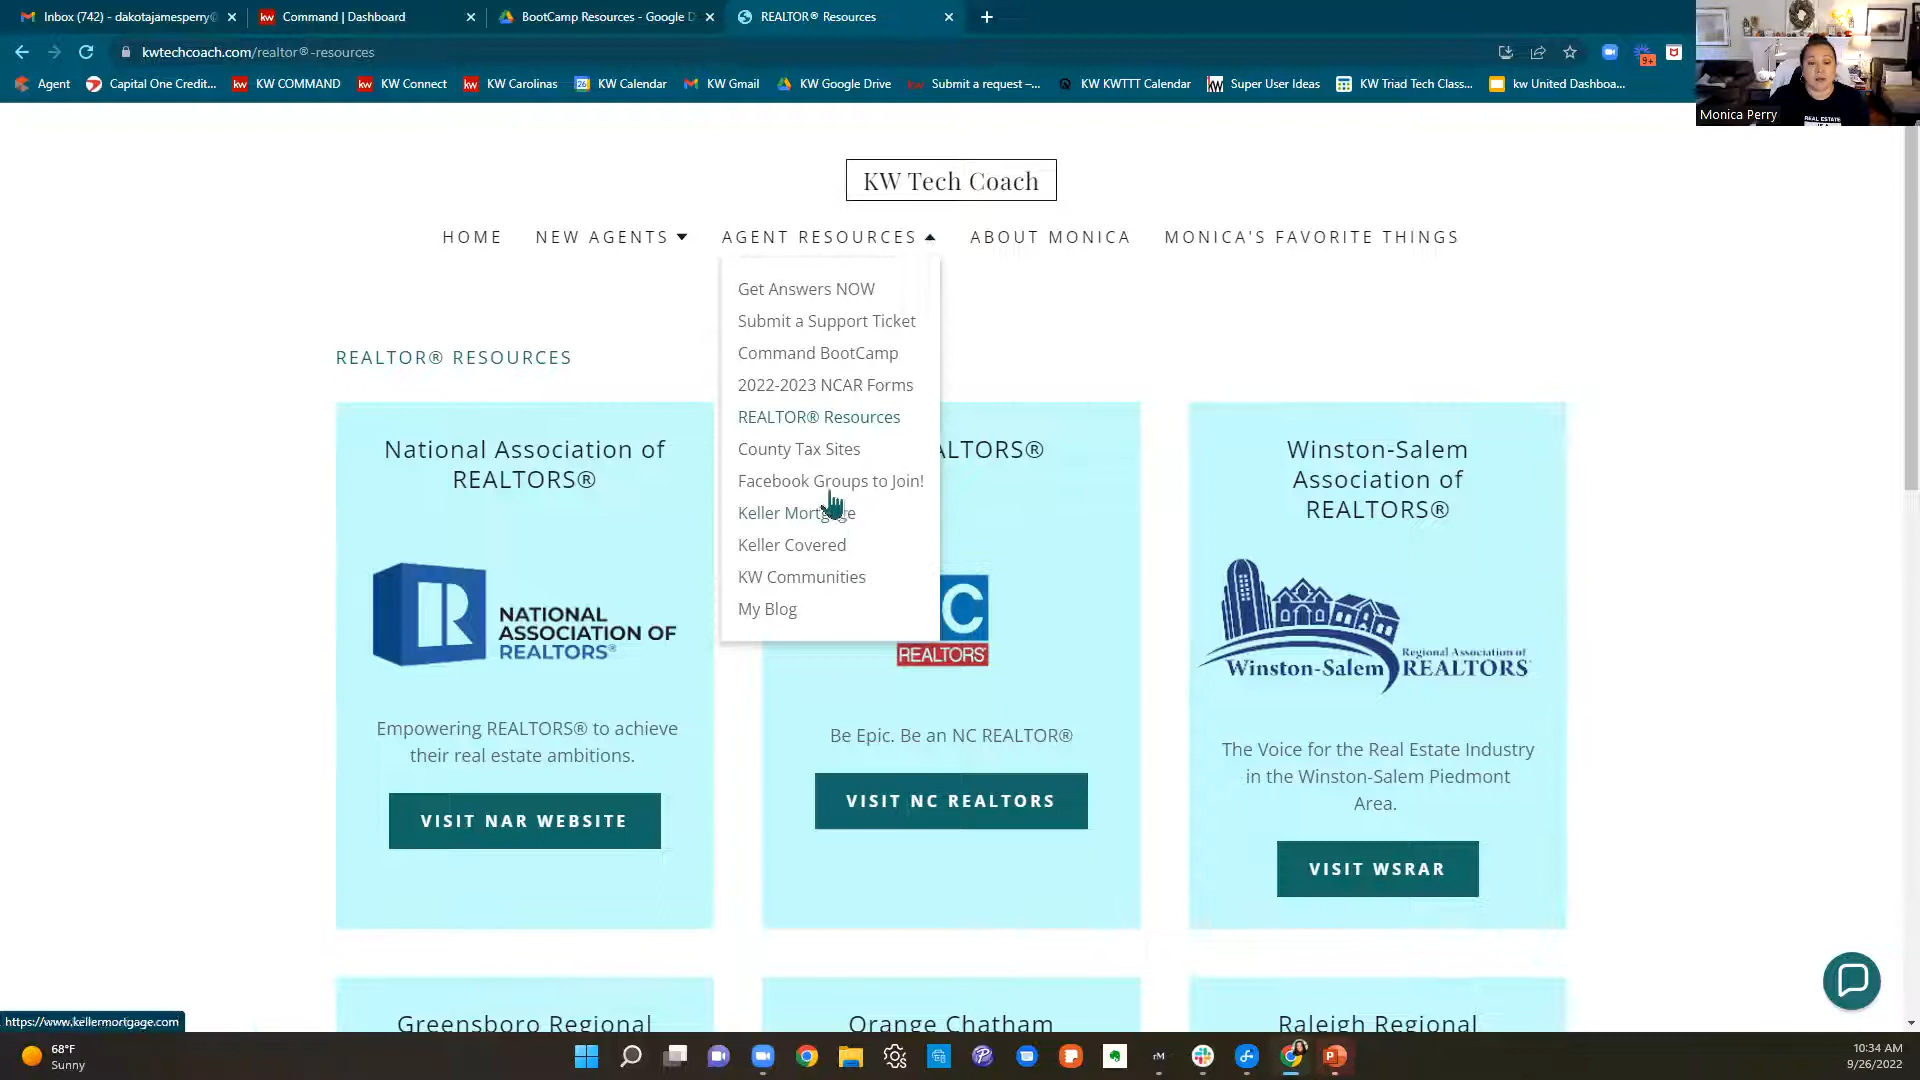 Inbox (742) - dakotajamesperry@
Command | Dashboard
BootCamp Resources - Google D
REALTOR® Resources
kwtechcoach.com/realtor®-resources
9+
Agent
Capital One Credit...
KW COMMAND
KW Connect
KW Carolinas
KW Calendar
KW Gmail
KW Google Drive
Submit a request –...
KW KWTTT Calendar
Super User Ideas
KW Triad Tech Class...
kw United Dashboa...
Monica Perry
REAL ESTATE
KW Tech Coach
HOME
NEW AGENTS
AGENT RESOURCES
ABOUT MONICA
MONICA'S FAVORITE THINGS
Get Answers NOW
Submit a Support Ticket
Command BootCamp
2022-2023 NCAR Forms
REALTOR® Resources
County Tax Sites
Facebook Groups to Join!
Keller Mortgage
Keller Covered
KW Communities
My Blog
REALTOR® RESOURCES
National Association of
REALTORS®
NATIONAL
ASSOCIATION OF
REALTORS®
Empowering REALTORS® to achieve
their real estate ambitions.
VISIT NAR WEBSITE
ALTORS®
C
REALTORS®
Be Epic. Be an NC REALTOR®
VISIT NC REALTORS
Winston-Salem
Association of
REALTORS®
Regional Association of
Winston-Salem REALTORS®
The Voice for the Real Estate Industry
in the Winston-Salem Piedmont
Area.
VISIT WSRAR
Greensboro Regional
Orange Chatham
Raleigh Regional
https://www.kellermortgage.com
68°F
Sunny
rM
10:34 AM
9/26/2022